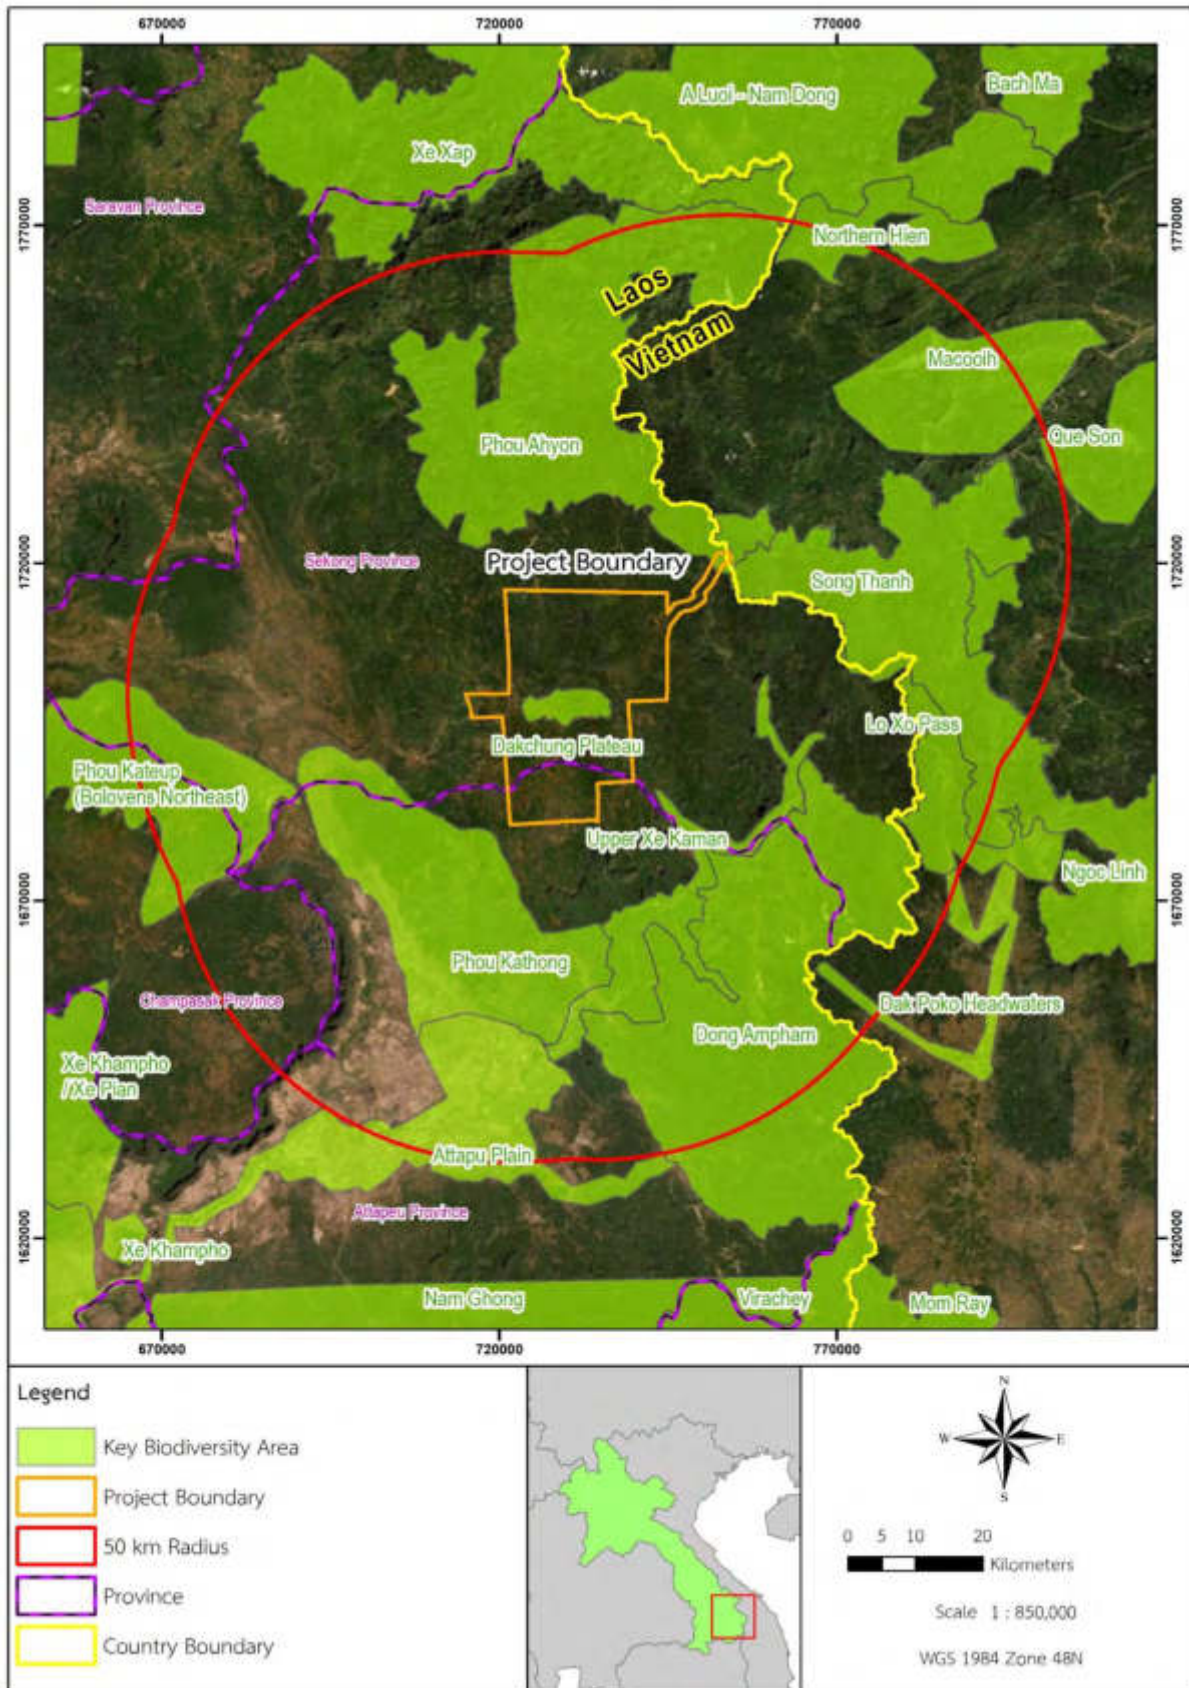 670000
720000
770000
A Luoi - Nam Dong
Bach Ma
Xe Xap
Saravan Province
1770000
1770000
Northern Hien
Laos
Vietnam
Macooih
Phou Ahyon
Que Son
1720000
Sekong Province
Project Boundary
1720000
Song Thanh
Lo Xo Pass
Dakchung Plateau
Phou Kateup
(Bolovens Northeast)
Upper Xe Kaman
Ngoc Linh
1670000
1670000
Phou Kathong
Champasak Province
Dak Poko Headwaters
Dong Ampham
Xe Khampho
/ Xe Pian
Attapu Plain
Attapeu Province
1620000
1620000
Xe Khampho
Nam Ghong
Virachey
Mom Ray
670000
720000
770000
Legend
Key Biodiversity Area
Project Boundary
50 km Radius
Province
Country Boundary
N
W
E
S
0 5 10 20
Kilometers
Scale 1 : 850,000
WGS 1984 Zone 48N